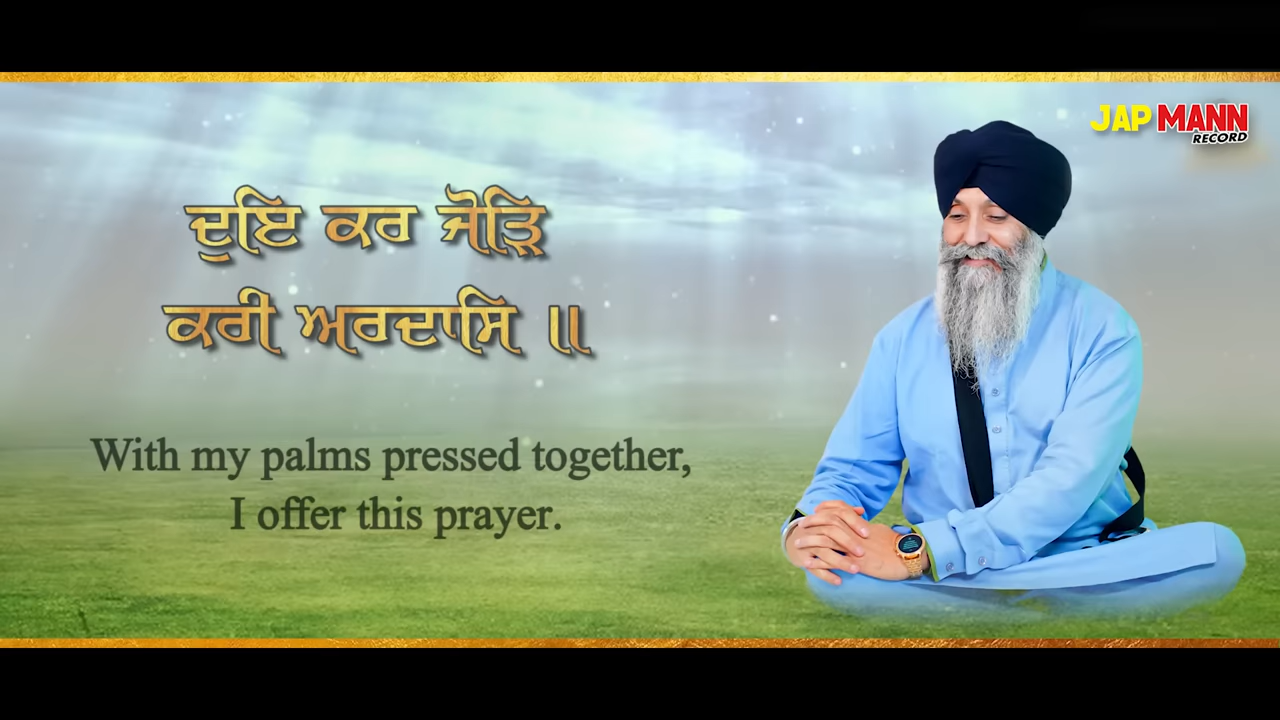 JAP MANN
RECORD
ਦੁਇ ਕਰ ਜੋੜਿ
ਕਰੀ ਅਰਦਾਸਿ ॥
With my palms pressed together,
I offer this prayer.